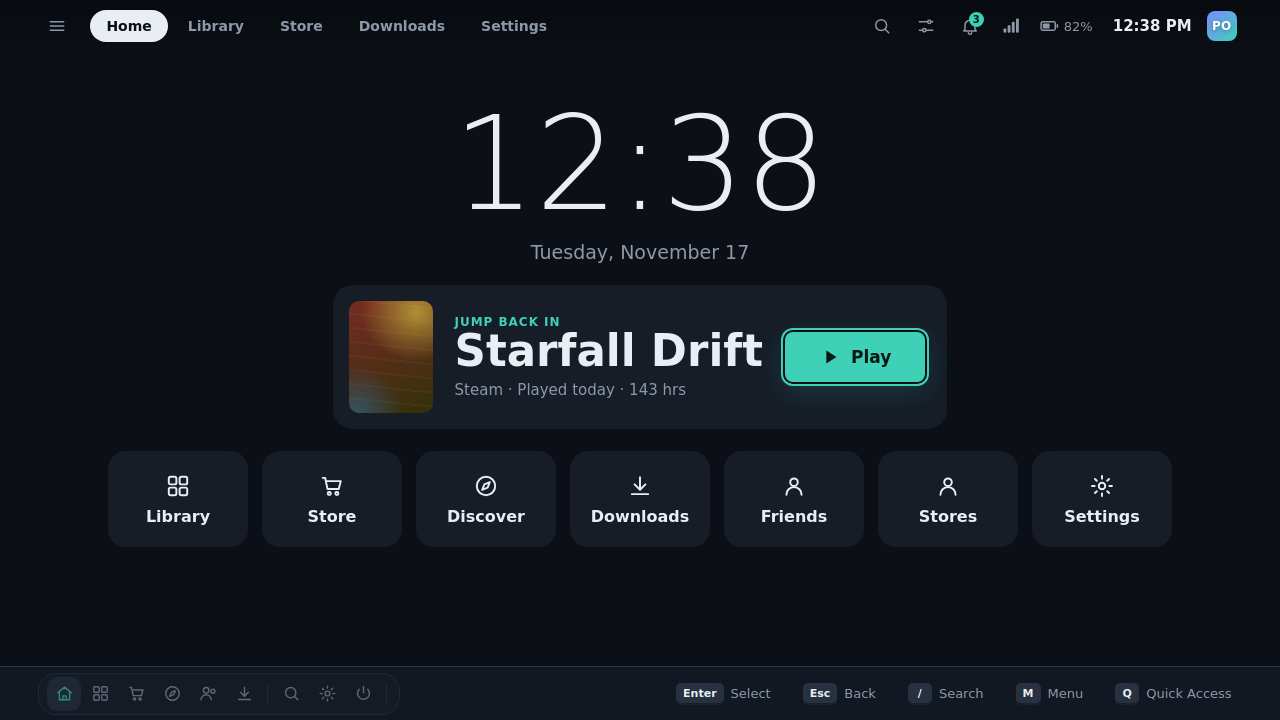 Home Library Store Downloads Settings 3 82% 12:38 PM PO
12:38
Tuesday, November 17
JUMP BACK IN
Starfall Drift
Steam · Played today · 143 hrs
Play
Library Store Discover Downloads Friends Stores Settings
Enter Select Esc Back / Search M Menu Q Quick Access